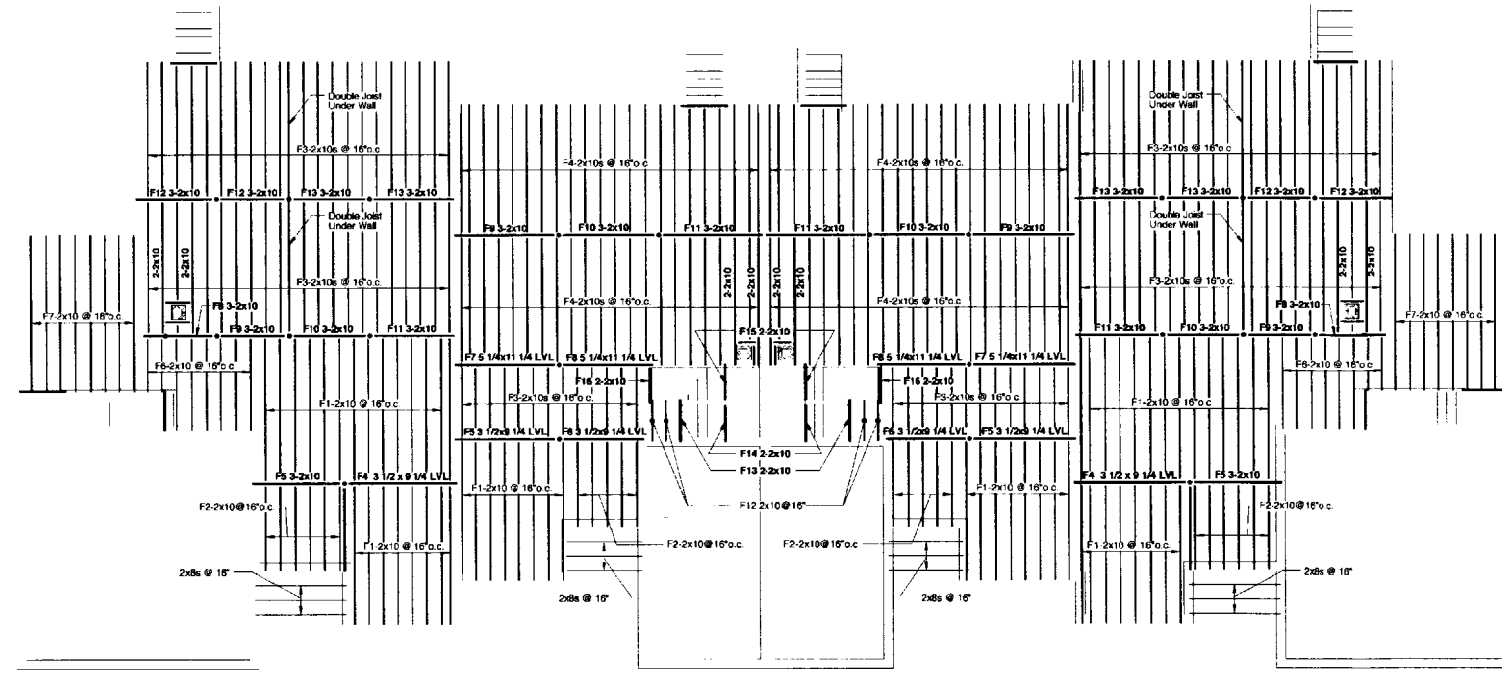 Double Joist
Under Wall
Double Joist
Under Wall
F3-2x10s @ 16"o.c.
F3-2x10s @ 16"o.c.
F4-2x10s @ 16"o.c.
F4-2x10s @ 16"o.c.
F12 3-2x10
F12 3-2x10
F13 3-2x10
F13 3-2x10
F13 3-2x10
F13 3-2x10
F12 3-2x10
F12 3-2x10
Double Joist
Under Wall
Double Joist
Under Wall
F9 3-2x10
F10 3-2x10
F11 3-2x10
F11 3-2x10
F10 3-2x10
F9 3-2x10
2-2x10
2-2x10
2-2x10
2-2x10
2-2x10
2-2x10
2-2x10
2-2x10
F3-2x10s @ 16"o.c.
F3-2x10s @ 16"o.c.
F4-2x10s @ 16"o.c.
F4-2x10s @ 16"o.c.
F7-2x10 @ 16"o.c.
F8 3-2x10
F8 3-2x10
F7-2x10 @ 16"o.c.
F9 3-2x10
F10 3-2x10
F11 3-2x10
F15 2-2x10
F11 3-2x10
F10 3-2x10
F9 3-2x10
F7 5 1/4x11 1/4 LVL
F8 5 1/4x11 1/4 LVL
F8 5 1/4x11 1/4 LVL
F7 5 1/4x11 1/4 LVL
F6-2x10 @ 16"o.c.
F6-2x10 @ 16"o.c.
F16 2-2x10
F16 2-2x10
F3-2x10s @ 16"o.c.
F3-2x10s @ 16"o.c.
F1-2x10 @ 16"o.c.
F1-2x10 @ 16"o.c.
F5 3 1/2x9 1/4 LVL
F6 3 1/2x9 1/4 LVL
F6 3 1/2x9 1/4 LVL
F5 3 1/2x9 1/4 LVL
F14 2-2x10
F13 2-2x10
F5 3-2x10
F4 3 1/2 x 9 1/4 LVL
F4 3 1/2 x 9 1/4 LVL
F5 3-2x10
F1-2x10 @ 16"o.c.
F1-2x10 @ 16"o.c.
F2-2x10@16"o.c.
F12 2x10@16"
F2-2x10@16"o.c.
F1-2x10 @ 16"o.c.
F2-2x10@16"o.c.
F2-2x10@16"o.c.
F1-2x10 @ 16"o.c.
2x8s @ 16"
2x8s @ 16"
2x8s @ 16"
2x8s @ 16"